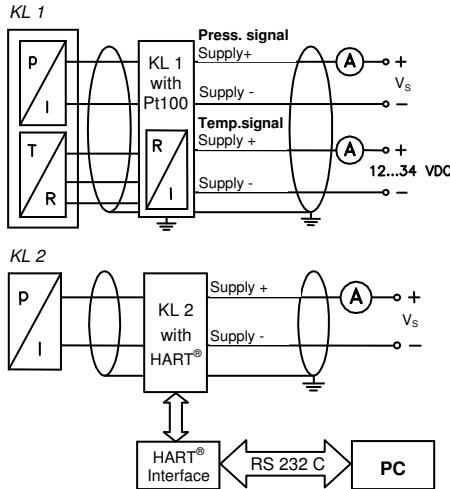 KL 1
Press. signal
p
I
KL 1
with
Pt100
Supply+
A
+
Vs
Supply -
−
Temp.signal
T
R
R
I
Supply +
A
+
12...34 VDC
Supply -
−
KL 2
p
I
KL 2
with
HART®
Supply +
A
+
Vs
Supply -
−
HART®
Interface
RS 232 C
PC